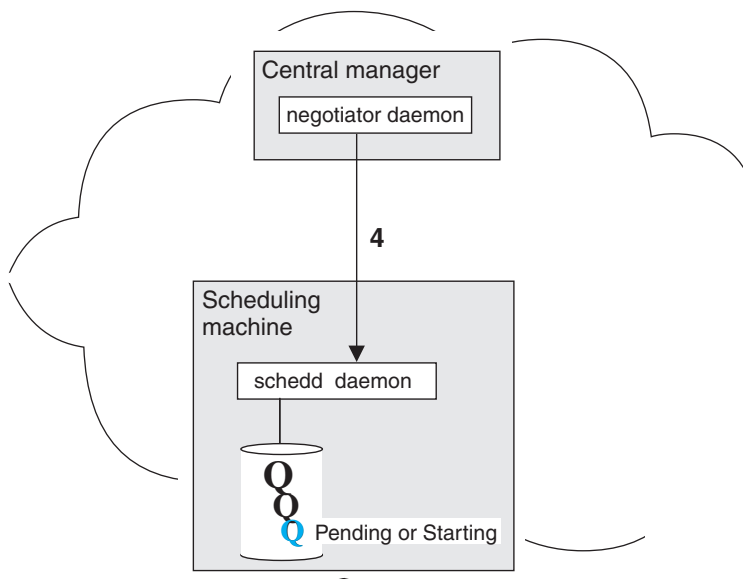 Central manager
negotiator daemon
4
Scheduling
machine
schedd daemon
Q
Q
Q Pending or Starting